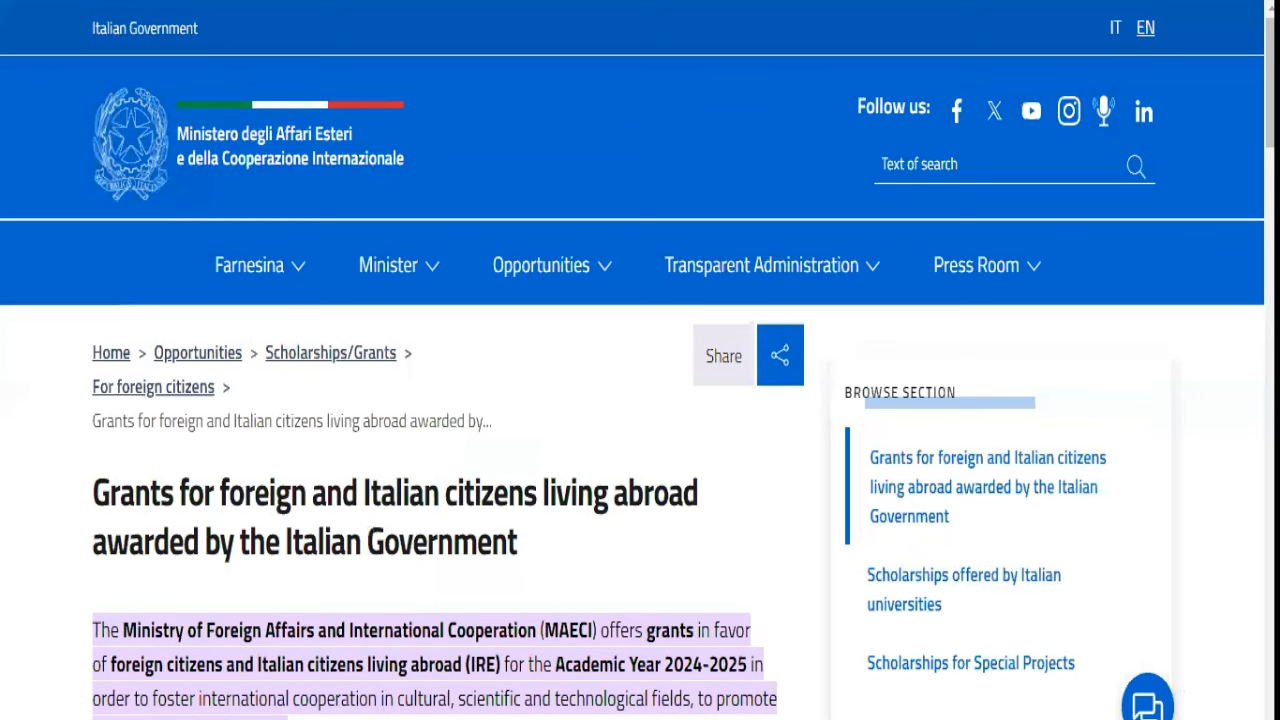 Italian Government
IT EN
Ministero degli Affari Esteri
e della Cooperazione Internazionale
Follow us:
Text of search
Farnesina
Minister
Opportunities
Transparent Administration
Press Room
Home > Opportunities > Scholarships/Grants >
For foreign citizens >
Grants for foreign and Italian citizens living abroad awarded by...
Share
Grants for foreign and Italian citizens living abroad
awarded by the Italian Government
The Ministry of Foreign Affairs and International Cooperation (MAECI) offers grants in favor
of foreign citizens and Italian citizens living abroad (IRE) for the Academic Year 2024-2025 in
order to foster international cooperation in cultural, scientific and technological fields, to promote
BROWSE SECTION
Grants for foreign and Italian citizens
living abroad awarded by the Italian
Government
Scholarships offered by Italian
universities
Scholarships for Special Projects